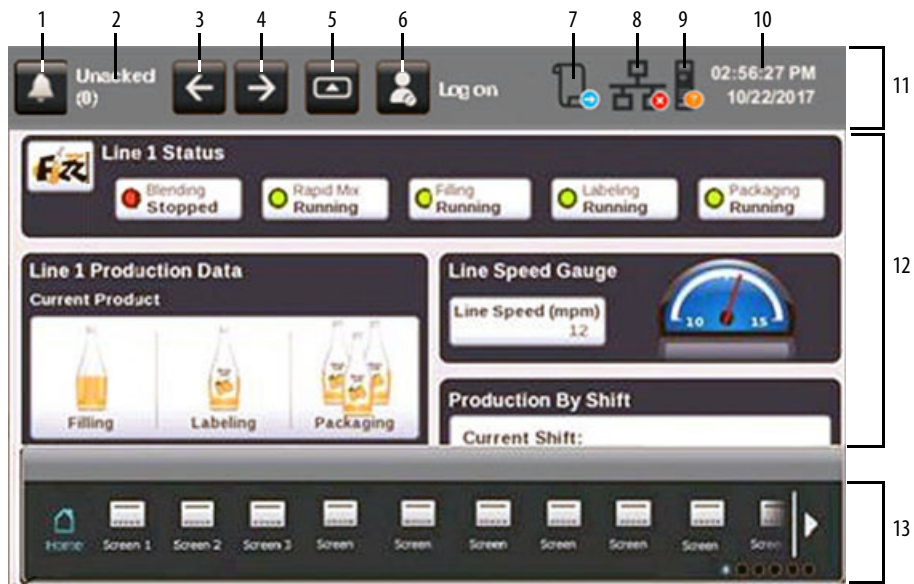 1 2 3 4 5 6 7 8 9 10
Unacked
(0)
Log on
02:56:27 PM
10/22/2017
11
Fizz
Line 1 Status
Blending
Stopped
Rapid Mix
Running
Filling
Running
Labeling
Running
Packaging
Running
12
Line 1 Production Data
Current Product
Filling
Labeling
Packaging
Line Speed Gauge
Line Speed (mpm)
12
10 15
Production By Shift
Current Shift:
13
Home Screen 1 Screen 2 Screen 3 Screen Screen Screen Screen Screen Screen